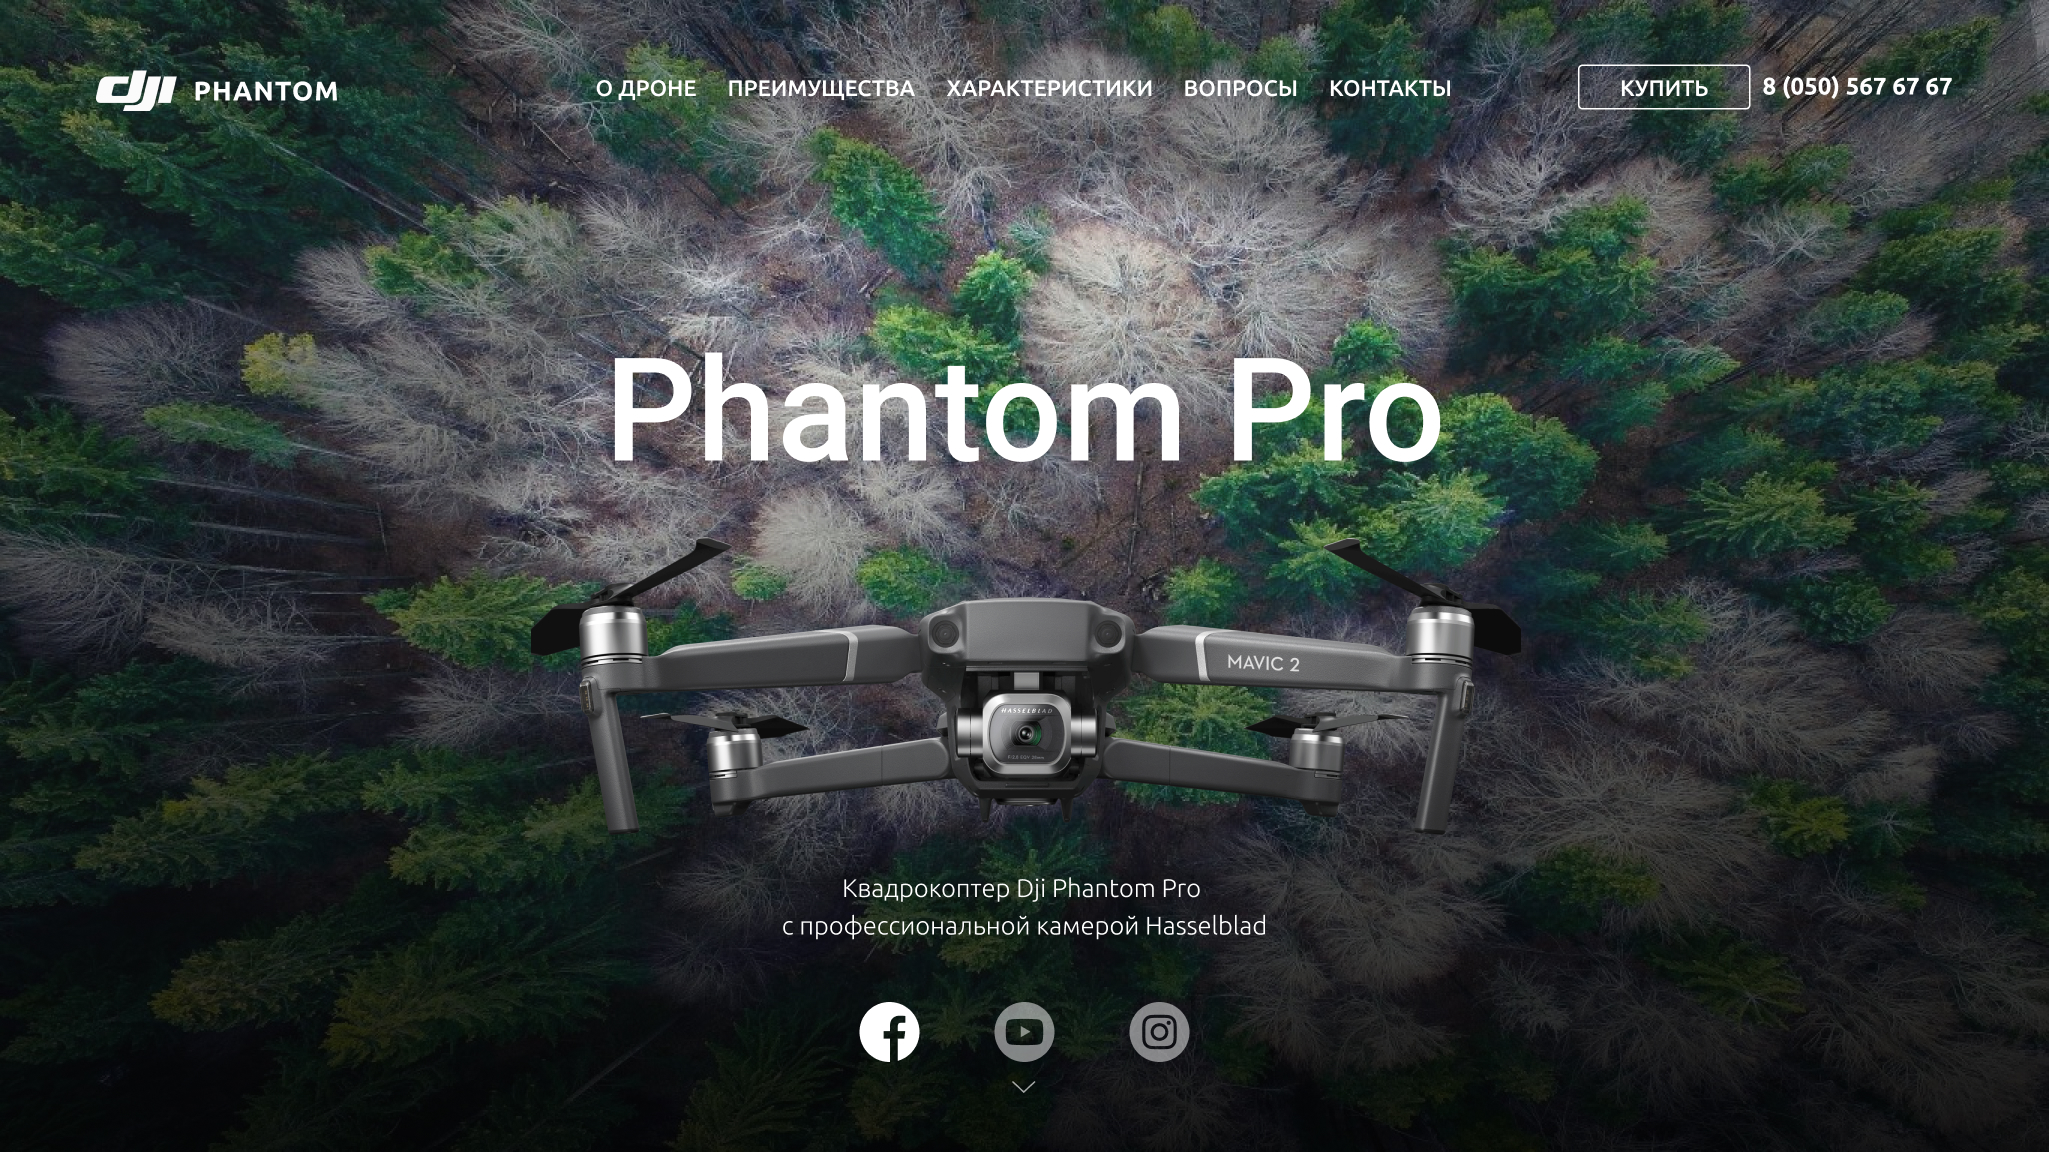 dji PHANTOM
О ДРОНЕ ПРЕИМУЩЕСТВА ХАРАКТЕРИСТИКИ ВОПРОСЫ КОНТАКТЫ
КУПИТЬ 8 (050) 567 67 67
Phantom Pro
MAVIC 2
HASSELBLAD
Квадрокоптер Dji Phantom Pro
с профессиональной камерой Hasselblad